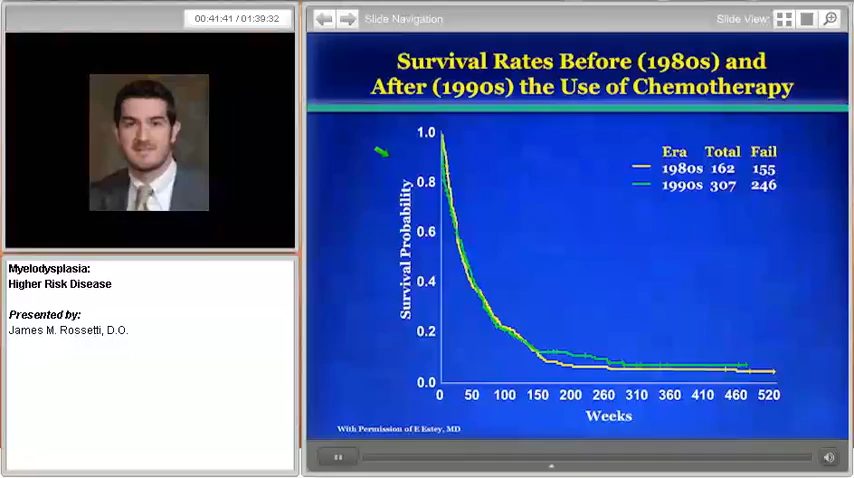 00:41:41 / 01:39:32
Slide Navigation
Slide View:
Survival Rates Before (1980s) and
After (1990s) the Use of Chemotherapy
Era Total Fail
1980s 162 155
1990s 307 246
Survival Probability
1.0
0.8
0.6
0.4
0.2
0.0
0 50 100 150 200 260 310 360 410 460 520
Weeks
With Permission of E Estey, MD
Myelodysplasia:
Higher Risk Disease
Presented by:
James M. Rossetti, D.O.